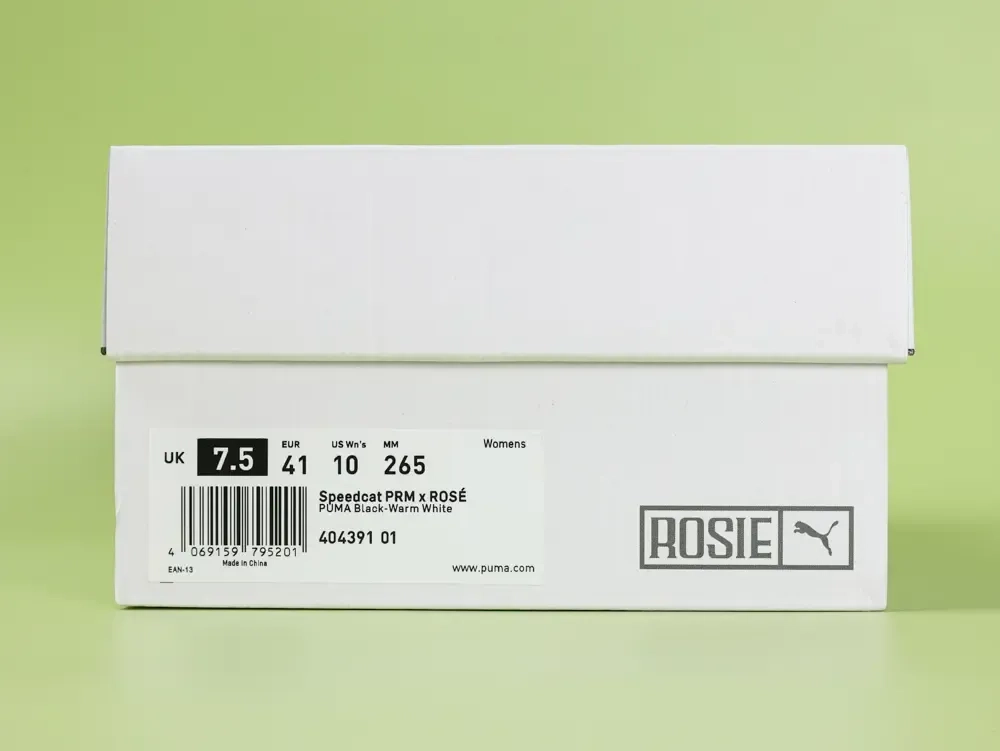 UK 7.5 EUR 41 US Wn's 10 MM 265 Womens
Speedcat PRM x ROSÉ
PUMA Black-Warm White
404391 01
4 069159 795201
Made in China
EAN-13
www.puma.com
ROSIE